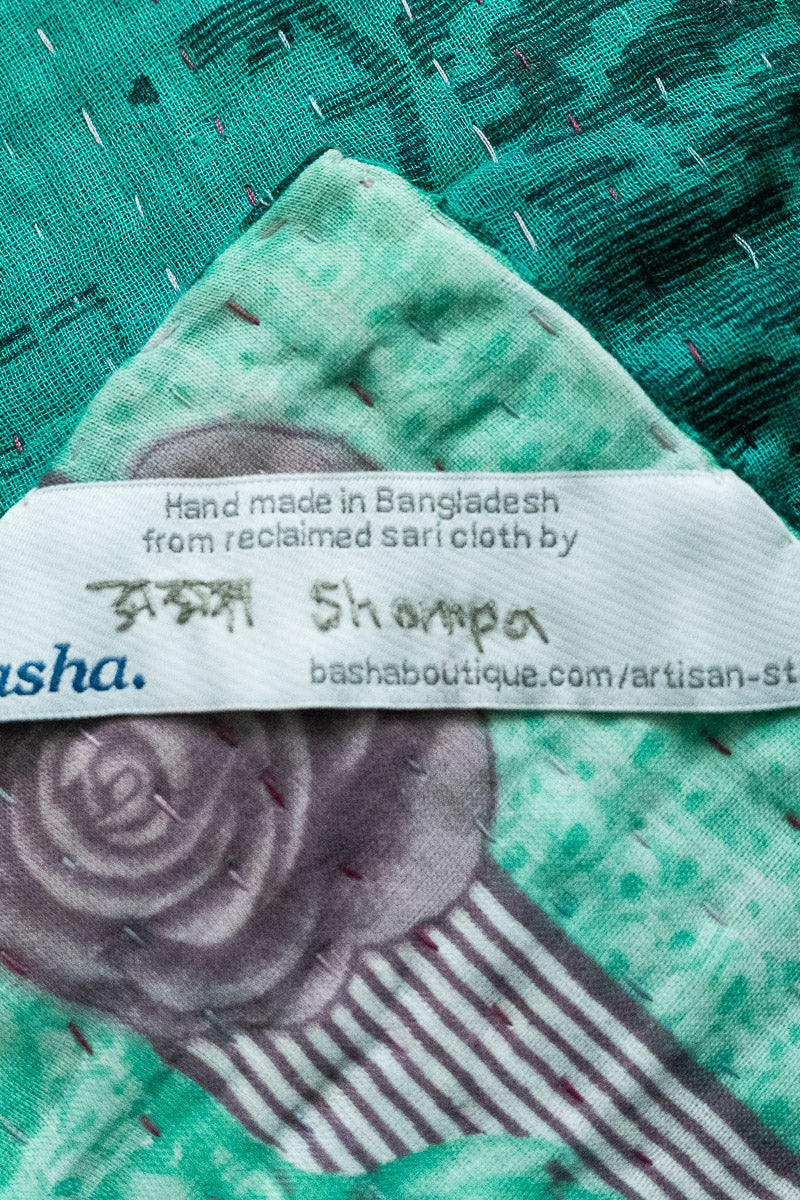 Hand made in Bangladesh
from reclaimed sari cloth by
Shampa
asha.
bashaboutique.com/artisan-st